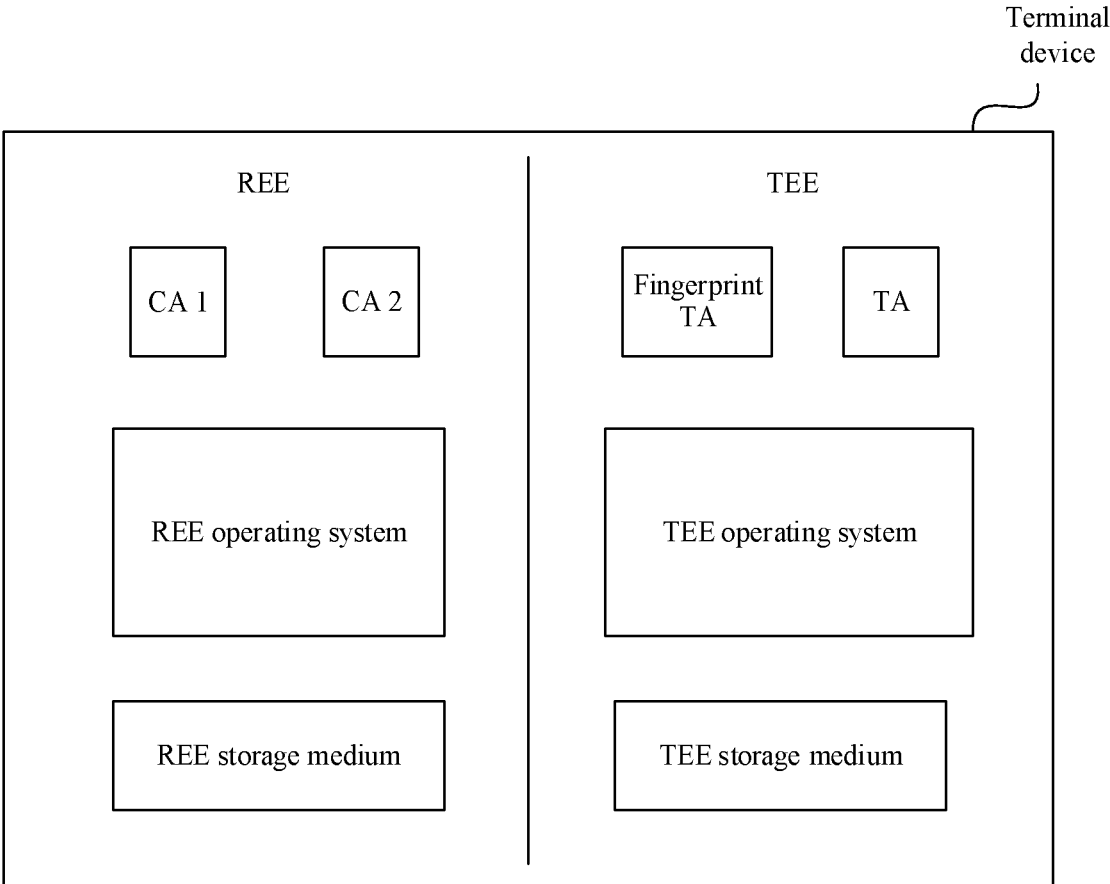 Terminal
device
REE
TEE
CA 1
CA 2
Fingerprint
TA
TA
REE operating system
TEE operating system
REE storage medium
TEE storage medium